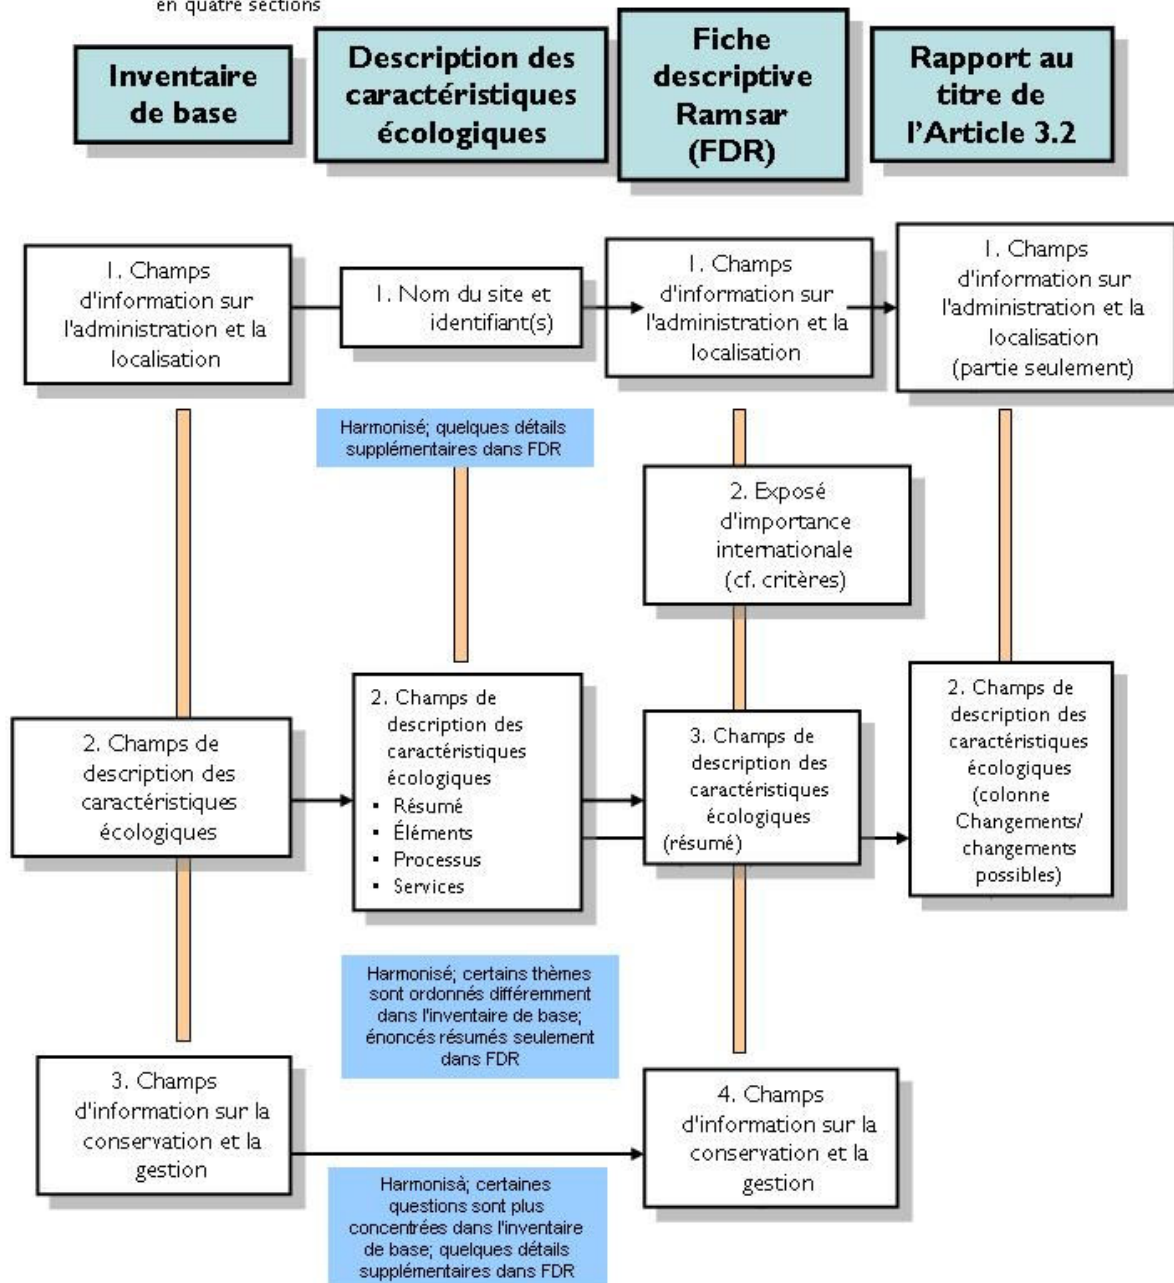 en quatre sections
Inventaire
de base
Description des
caractéristiques
écologiques
Fiche
descriptive
Ramsar
(FDR)
Rapport au
titre de
l'Article 3.2
1. Champs
d'information sur
l'administration et la
localisation
1. Nom du site et
identifiant(s)
1. Champs
d'information sur
l'administration et la
localisation
1. Champs
d'information sur
l'administration et la
localisation
(partie seulement)
Harmonisé; quelques détails
supplémentaires dans FDR
2. Exposé
d'importance
internationale
(cf. critères)
2. Champs de
description des
caractéristiques
écologiques
2. Champs de
description des
caractéristiques
écologiques
▪ Résumé
▪ Éléments
▪ Processus
▪ Services
3. Champs de
description des
caractéristiques
écologiques
(résumé)
2. Champs de
description des
caractéristiques
écologiques
(colonne
Changements/
changements
possibles)
Harmonisé; certains thèmes
sont ordonnés différemment
dans l'inventaire de base;
énoncés résumés seulement
dans FDR
3. Champs
d'information sur la
conservation et la
gestion
4. Champs
d'information sur la
conservation et la
gestion
Harmonisà; certaines
questions sont plus
concentrées dans l'inventaire
de base; quelques détails
supplémentaires dans FDR